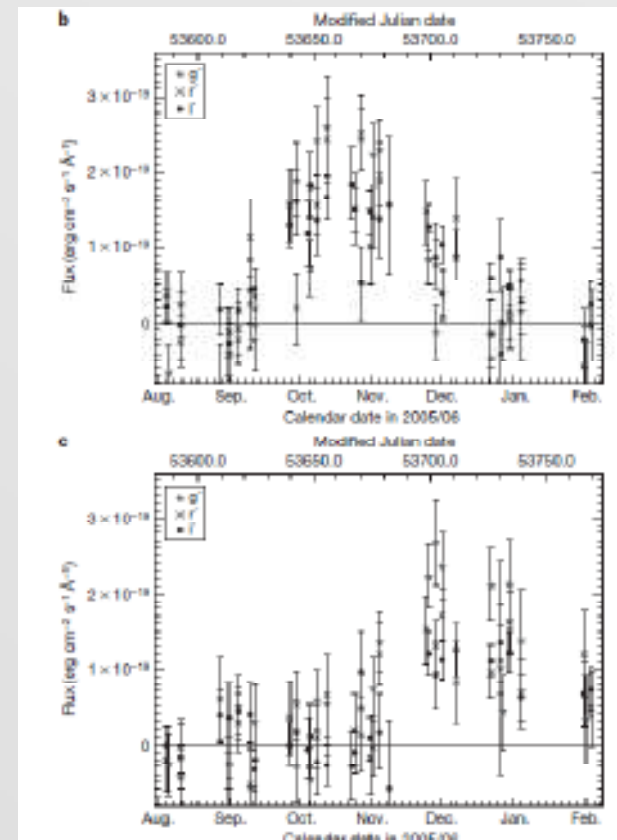 b
Modified Julian date
53600.0 53650.0 53700.0 53750.0
g'
× r'
i'
3×10⁻¹⁹
2×10⁻¹⁹
1×10⁻¹⁹
0
Flux (erg cm⁻² s⁻¹ Å⁻¹)
Aug. Sep. Oct. Nov. Dec. Jan. Feb.
Calendar date in 2005/06
c
Modified Julian date
53600.0 53650.0 53700.0 53750.0
g'
× r'
i'
3×10⁻¹⁹
2×10⁻¹⁹
1×10⁻¹⁹
0
Flux (erg cm⁻² s⁻¹ Å⁻¹)
Aug. Sep. Oct. Nov. Dec. Jan. Feb.
Calendar date in 2005/06